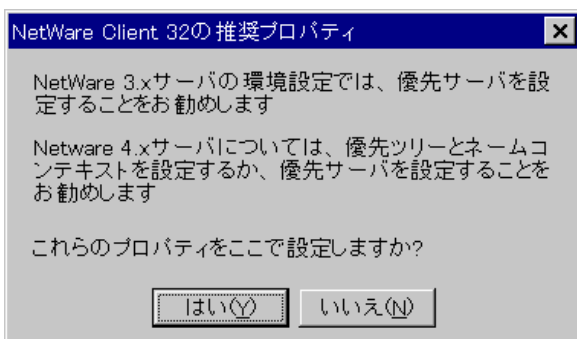 NetWare Client 32の推奨プロパティ
NetWare 3.xサーバの環境設定では、優先サーバを設
定することをお勧めします
Netware 4.xサーバについては、優先ツリーとネームコ
ンテキストを設定するか、優先サーバを設定することを
お勧めします
これらのプロパティをここで設定しますか?
はい(Y)
いいえ(N)